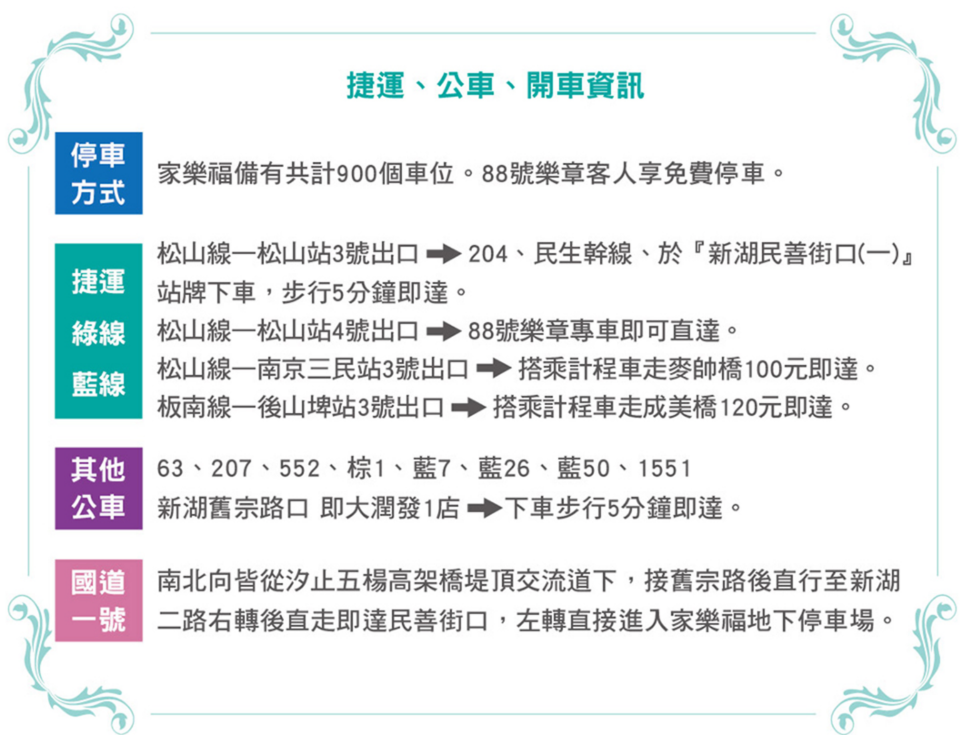 捷運、公車、開車資訊
停車
方式
家樂福備有共計900個車位。88號樂章客人享免費停車。
捷運
綠線
藍線
松山線—松山站3號出口➡204、民生幹線、於『新湖民善街口(一)』
站牌下車，步行5分鐘即達。
松山線—松山站4號出口➡88號樂章專車即可直達。
松山線—南京三民站3號出口➡搭乘計程車走麥帥橋100元即達。
板南線—後山埤站3號出口➡搭乘計程車走成美橋120元即達。
其他
公車
63、207、552、棕1、藍7、藍26、藍50、1551
新湖舊宗路口 即大潤發1店➡下車步行5分鐘即達。
國道
一號
南北向皆從汐止五楊高架橋堤頂交流道下，接舊宗路後直行至新湖
二路右轉後直走即達民善街口，左轉直接進入家樂福地下停車場。